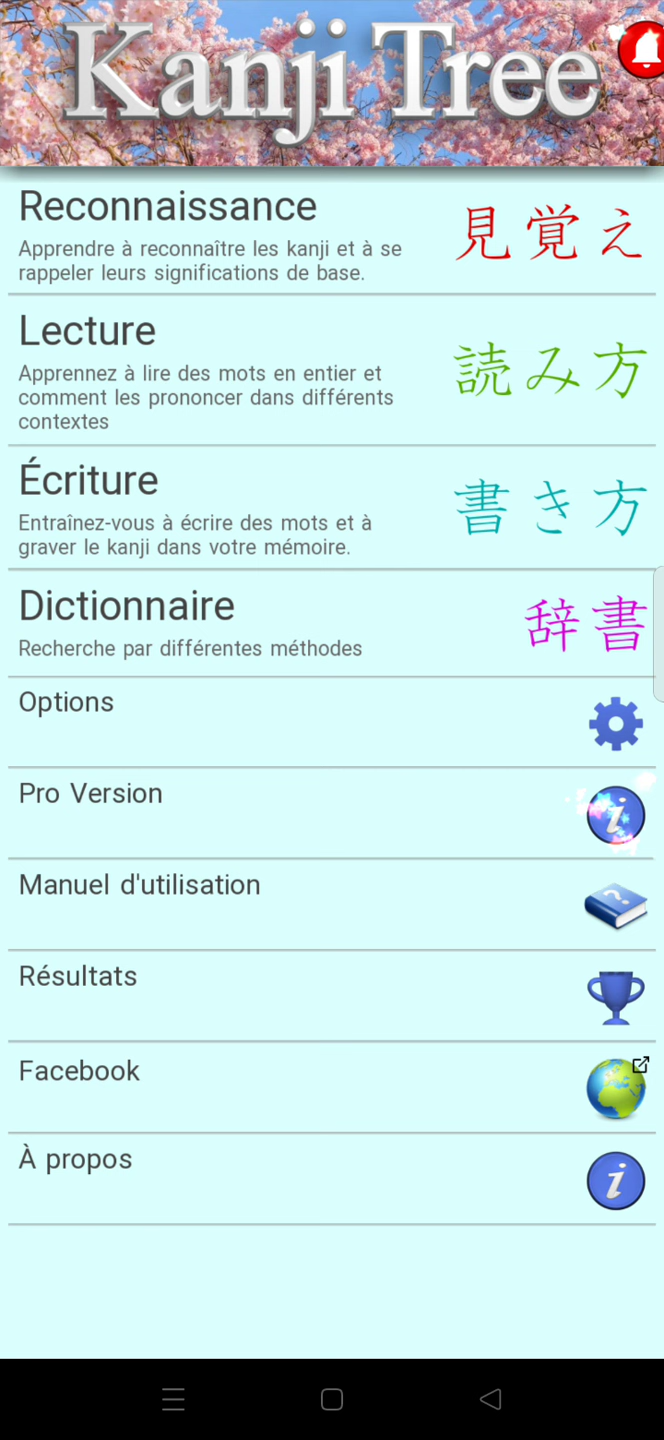 Kanji Tree
Reconnaissance
見覚え
Apprendre à reconnaître les kanji et à se
rappeler leurs significations de base.
Lecture
読み方
Apprennez à lire des mots en entier et
comment les prononcer dans différents
contextes
Écriture
書き方
Entraînez-vous à écrire des mots et à
graver le kanji dans votre mémoire.
Dictionnaire
辞書
Recherche par différentes méthodes
Options
Pro Version
i
Manuel d'utilisation
?
Résultats
Facebook
À propos
i